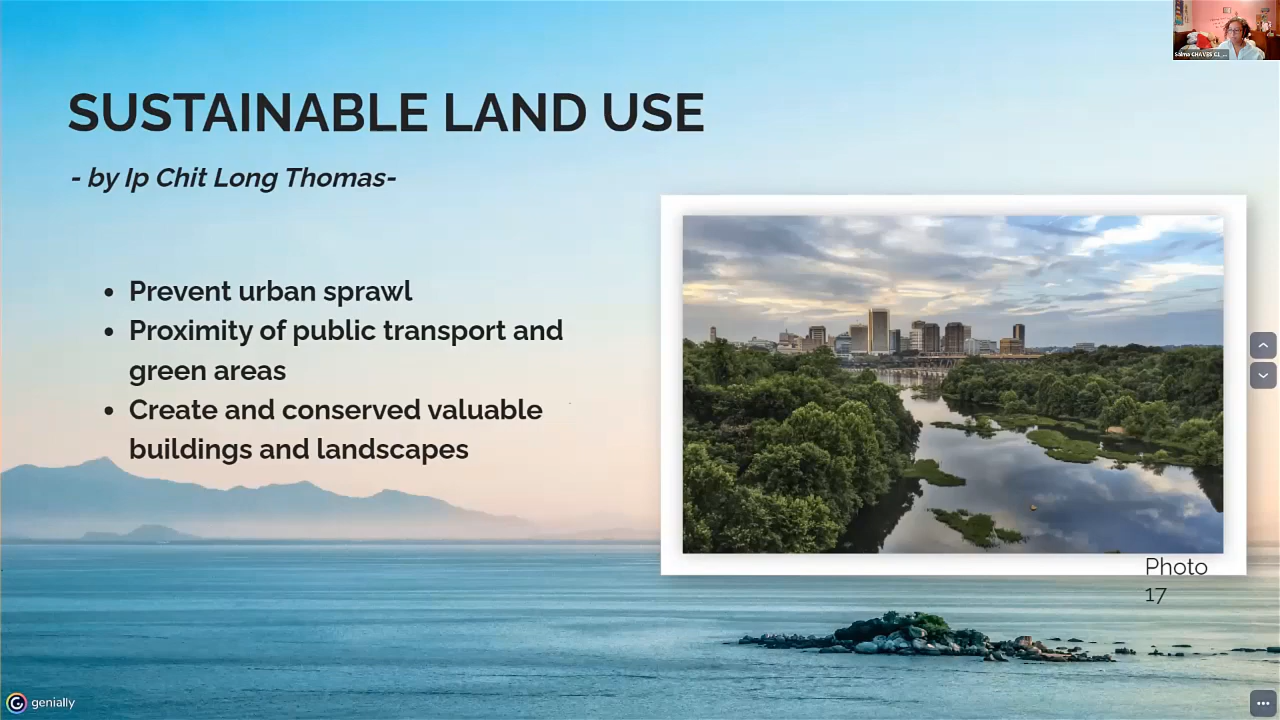 SUSTAINABLE LAND USE
- by Ip Chit Long Thomas-
• Prevent urban sprawl
• Proximity of public transport and
green areas
• Create and conserved valuable
buildings and landscapes
Photo
17
genially